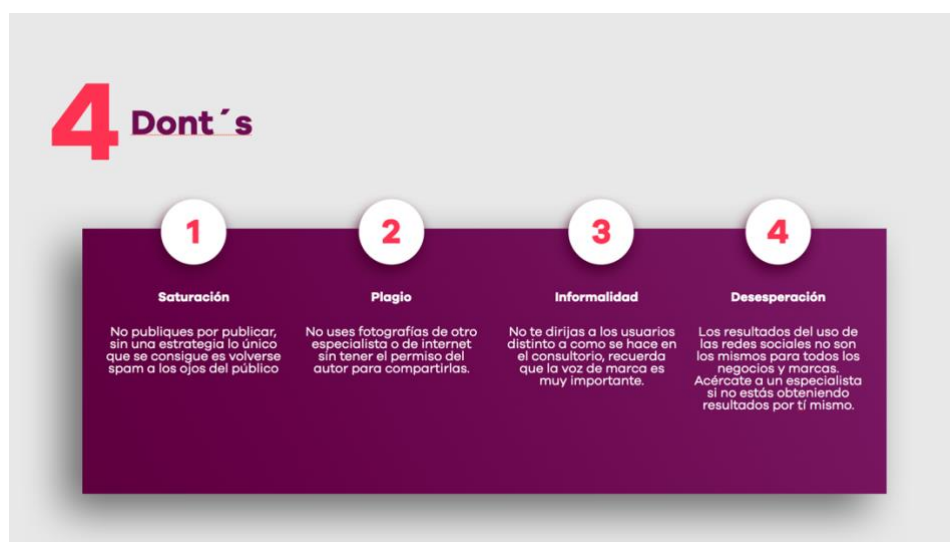 4 Dont´s
1
Saturación
No publiques por publicar,
sin una estrategia lo único
que se consigue es volverse
spam a los ojos del público
2
Plagio
No uses fotografías de otro
especialista o de internet
sin tener el permiso del
autor para compartirlas.
3
Informalidad
No te dirijas a los usuarios
distinto a como se hace en
el consultorio, recuerda
que la voz de marca es
muy importante.
4
Desesperación
Los resultados del uso de
las redes sociales no son
los mismos para todos los
negocios y marcas.
Acércate a un especialista
si no estás obteniendo
resultados por tí mismo.